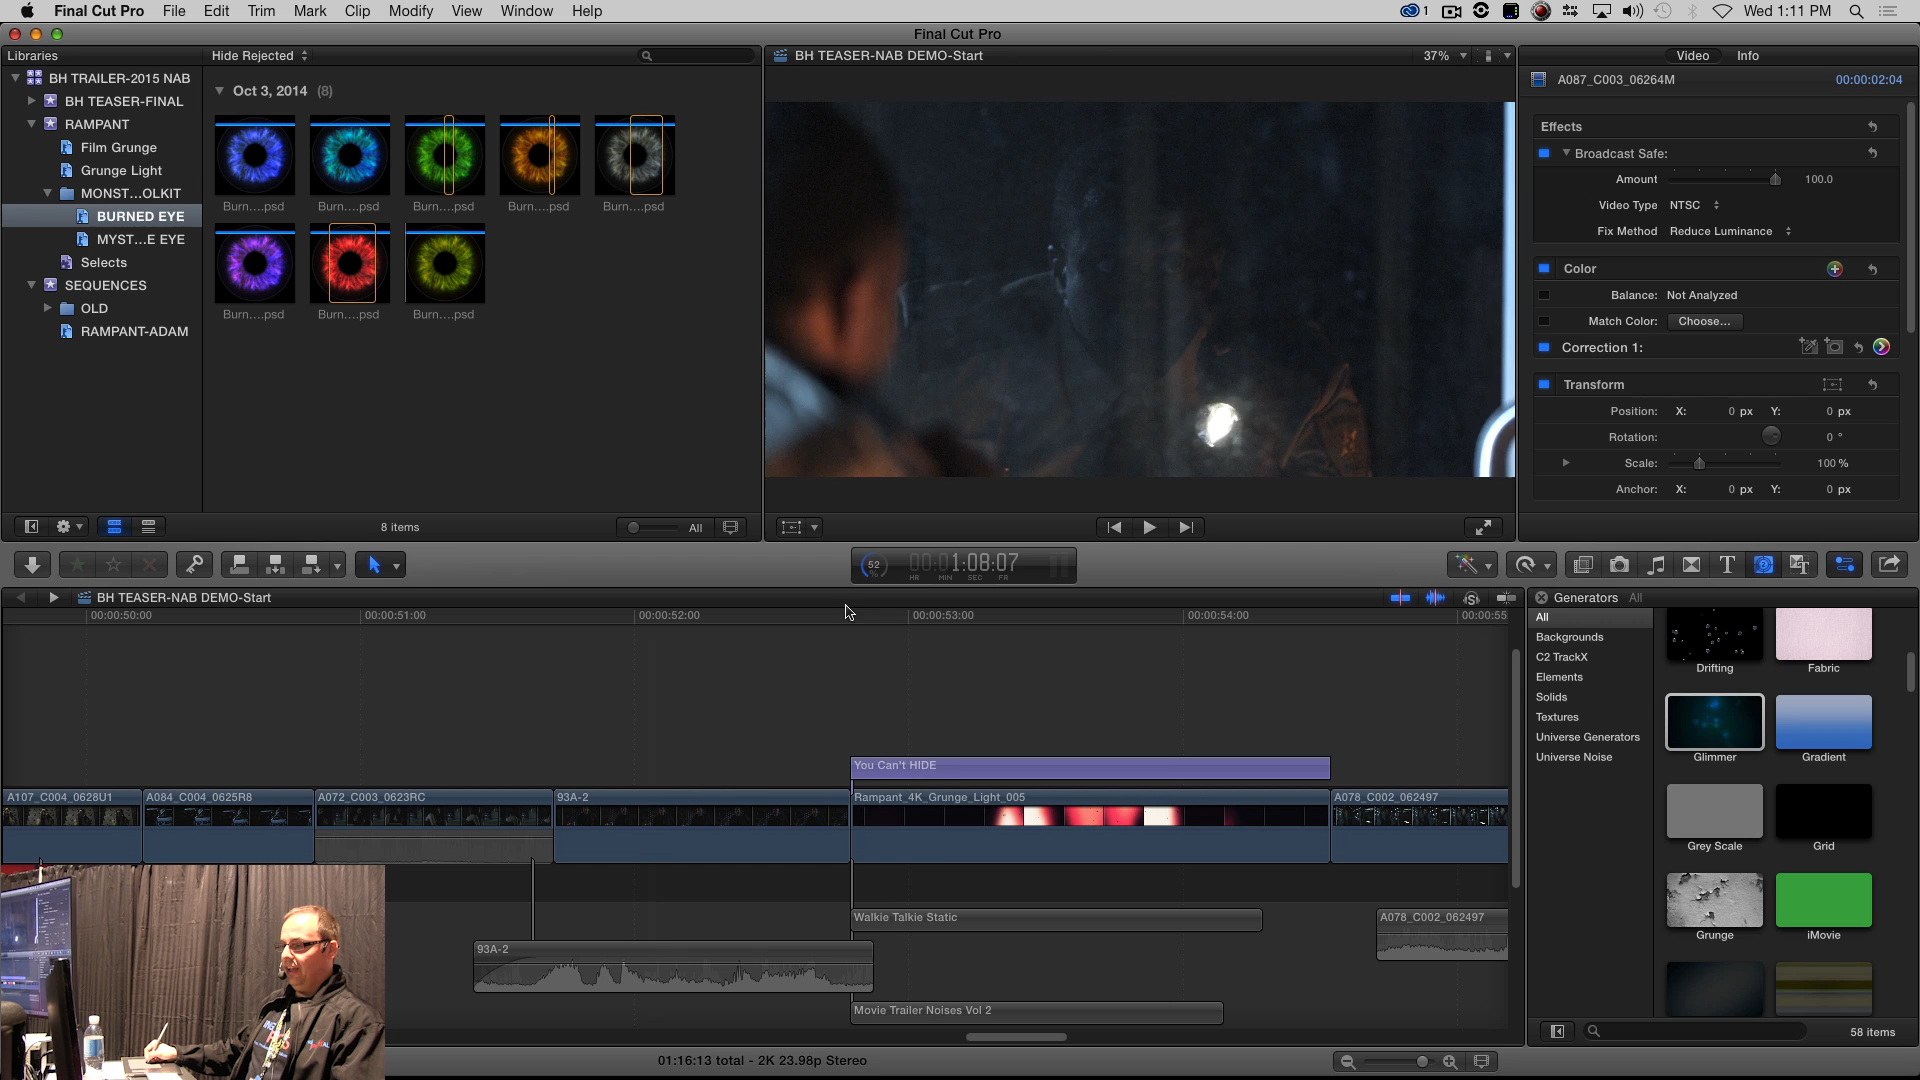 Final Cut Pro File Edit Trim Mark Clip Modify View Window Help 1 Wed 1:11 PM
Final Cut Pro
Libraries Hide Rejected BH TEASER-NAB DEMO-Start 37% Video Info
BH TRAILER-2015 NAB
BH TEASER-FINAL
RAMPANT
Film Grunge
Grunge Light
MONST...OLKIT
BURNED EYE
MYST...E EYE
Selects
SEQUENCES
OLD
RAMPANT-ADAM
Oct 3, 2014 (8)
Burn....psd Burn....psd Burn....psd Burn....psd Burn....psd
Burn....psd Burn....psd Burn....psd
8 items All
A087_C003_06264M 00:00:02:04
Effects
Broadcast Safe:
Amount 100.0
Video Type NTSC
Fix Method Reduce Luminance
Color
Balance: Not Analyzed
Match Color: Choose...
Correction 1:
Transform
Position: X: 0 px Y: 0 px
Rotation: 0 °
Scale: 100 %
Anchor: X: 0 px Y: 0 px
52 % 00:01:08:07
HR MIN SEC FR
BH TEASER-NAB DEMO-Start
00:00:50:00 00:00:51:00 00:00:52:00 00:00:53:00 00:00:54:00 00:00:55
You Can't HIDE
A107_C004_0628U1 A084_C004_0625R8 A072_C003_0623RC 93A-2 Rampant_4K_Grunge_Light_005 A078_C002_062497
Walkie Talkie Static A078_C002_062497
93A-2
Movie Trailer Noises Vol 2
01:16:13 total - 2K 23.98p Stereo
Generators All
All
Backgrounds
C2 TrackX
Elements
Solids
Textures
Universe Generators
Universe Noise
Drifting Fabric
Glimmer Gradient
Grey Scale Grid
Grunge iMovie
58 items